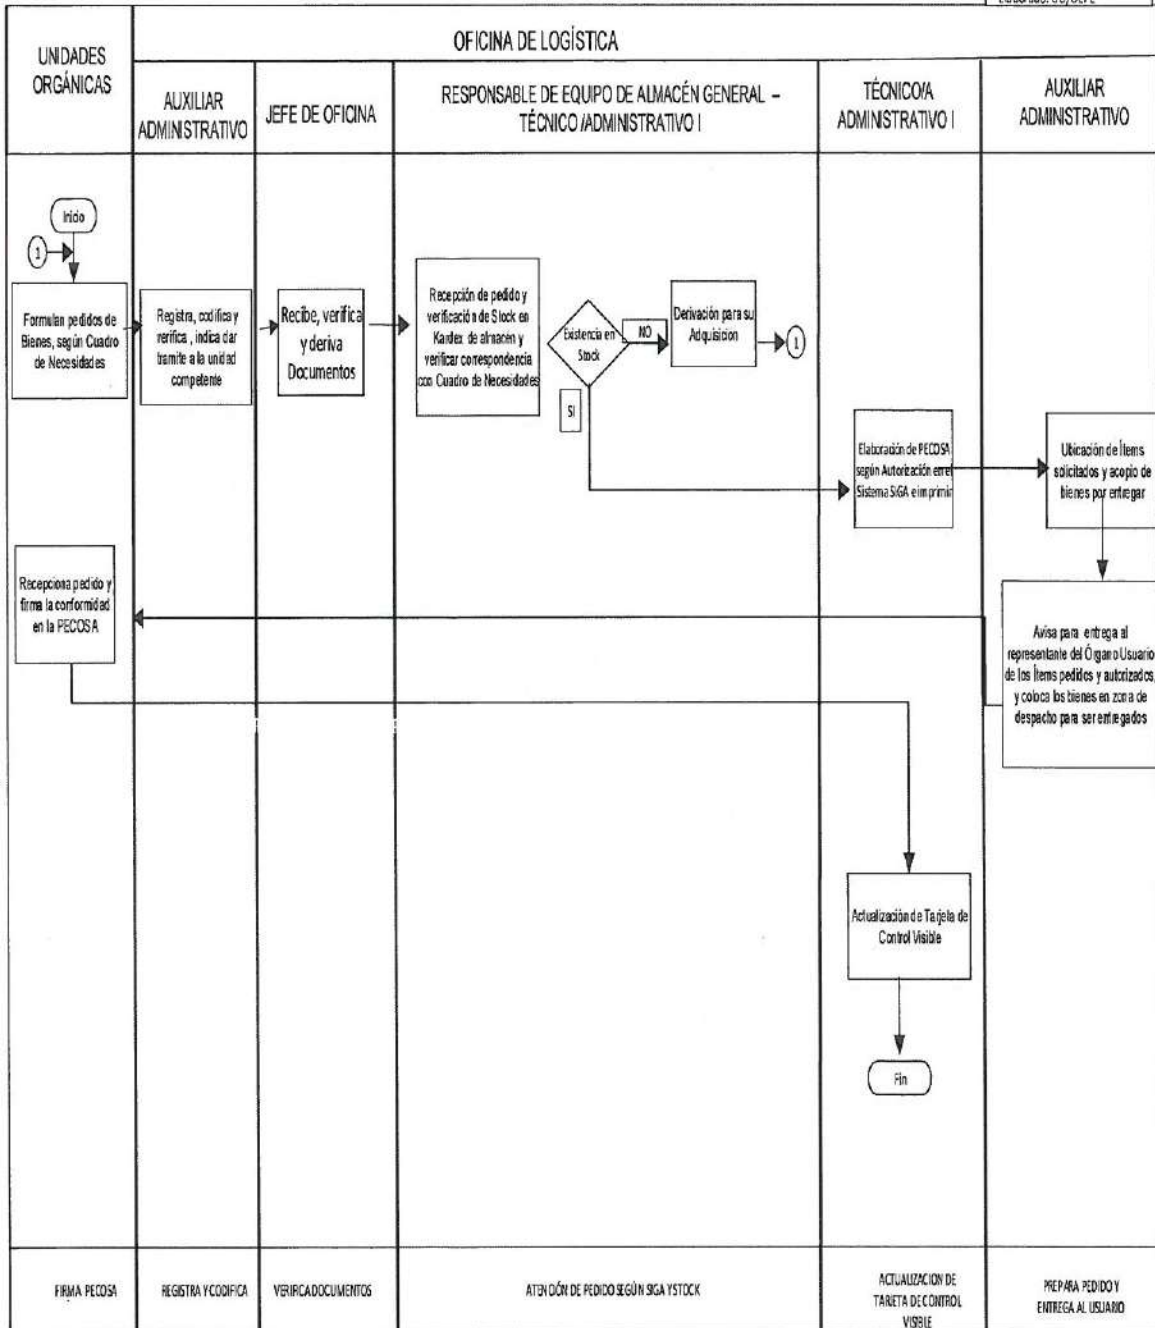 UNIDADES
ORGÁNICAS
OFICINA DE LOGÍSTICA
AUXILIAR
ADMINISTRATIVO
JEFE DE OFICINA
RESPONSABLE DE EQUIPO DE ALMACÉN GENERAL –
TÉCNICO /ADMINISTRATIVO I
TÉCNICO/A
ADMINISTRATIVO I
AUXILIAR
ADMINISTRATIVO
Inicio
1
Formulan pedidos de
Bienes, según Cuadro
de Necesidades
Registra, codifica y
verifica , indica dar
tramite a la unidad
competente
Recibe, verifica
y deriva
Documentos
Recepción de pedido y
verificación de Stock en
Kardex de almacén y
verificar correspondencia
con Cuadro de Necesidades
Existencia en
Stock
NO
SI
Derivación para su
Adquisicion
1
Elaboración de PECOSA
según Autorización en el
Sistema SIGA e imprimir
Ubicación de Ítems
solicitados y acopio de
bienes por entregar
Recepciona pedido y
firma la conformidad
en la PECOSA
Avisa para entrega al
representante del Órgano Usuario
de los Ítems pedidos y autorizados,
y coloca los bienes en zona de
despacho para ser entregados
Actualización de Tarjeta de
Control Visible
Fin
FIRMA PECOSA
REGISTRA Y CODIFICA
VERIFICA DOCUMENTOS
ATENCIÓN DE PEDIDO SEGÚN SIGA Y STOCK
ACTUALIZACION DE
TARJETA DE CONTROL
VISIBLE
PREPARA PEDIDO Y
ENTREGA AL USUARIO